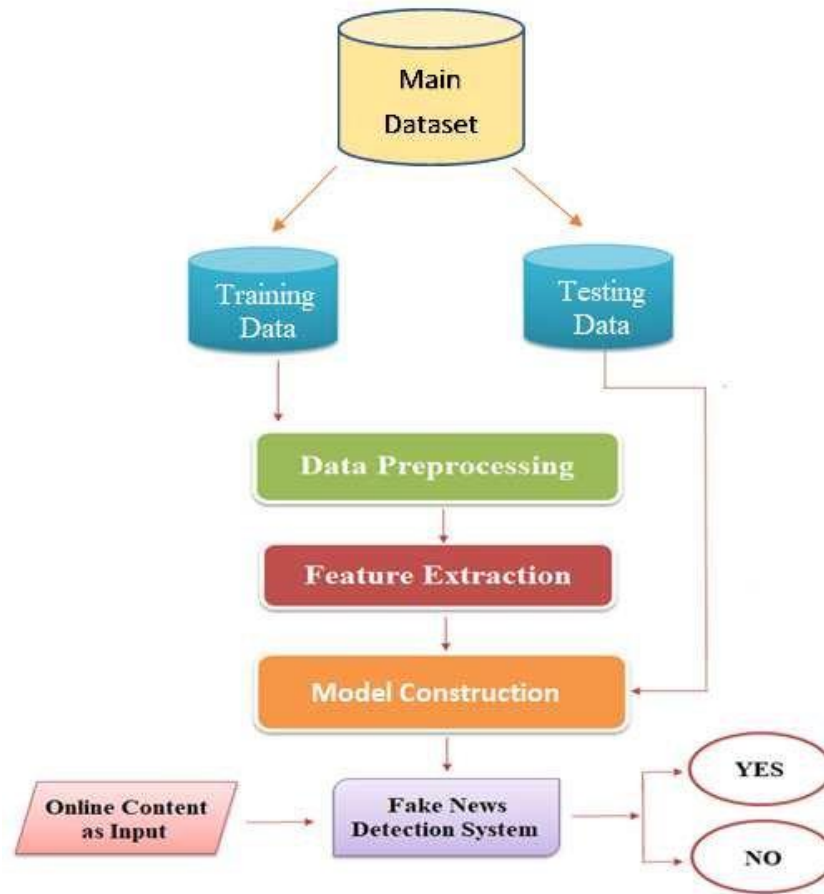 Main
Dataset
Training
Data
Testing
Data
Data Preprocessing
Feature Extraction
Model Construction
Online Content
as Input
Fake News
Detection System
YES
NO